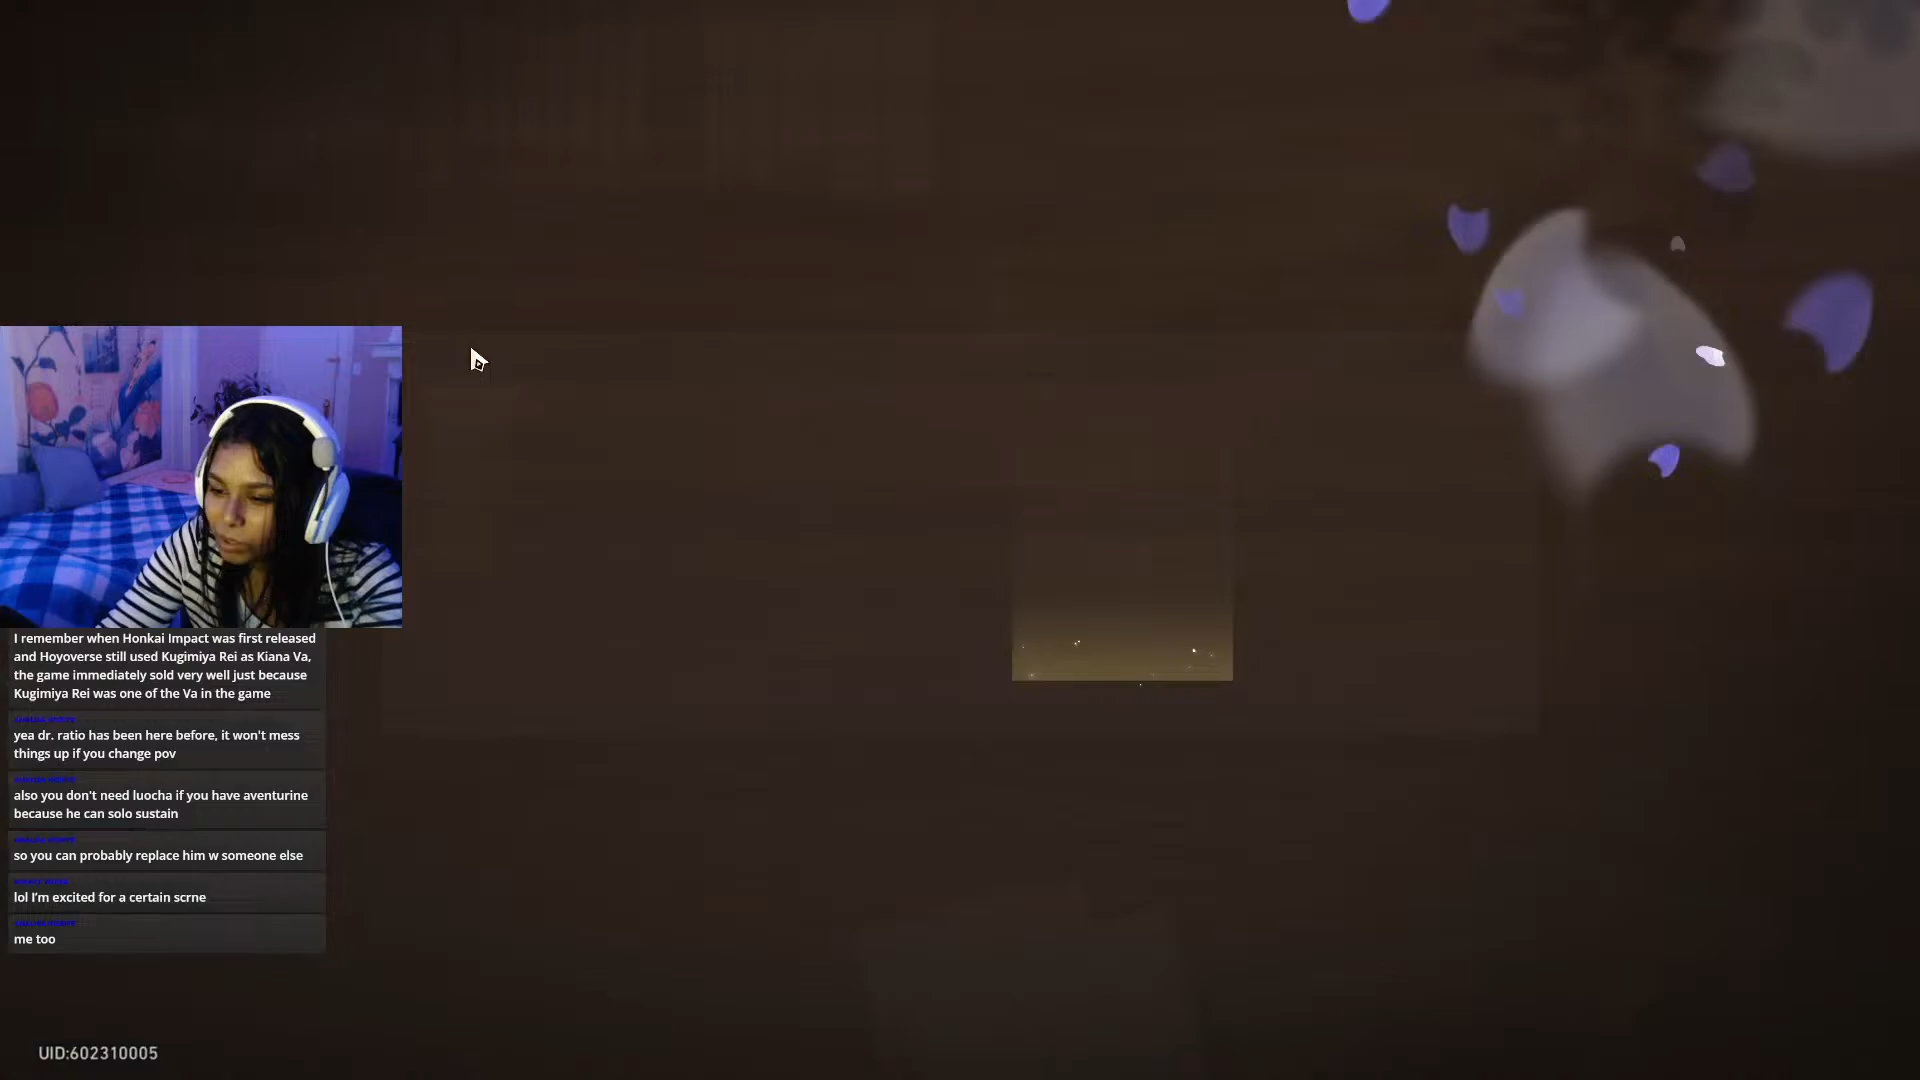 I remember when Honkai Impact was first released
and Hoyoverse still used Kugimiya Rei as Kiana Va,
the game immediately sold very well just because
Kugimiya Rei was one of the Va in the game
yea dr. ratio has been here before, it won't mess
things up if you change pov
also you don't need luocha if you have aventurine
because he can solo sustain
so you can probably replace him w someone else
lol I'm excited for a certain scrne
me too
UID:602310005